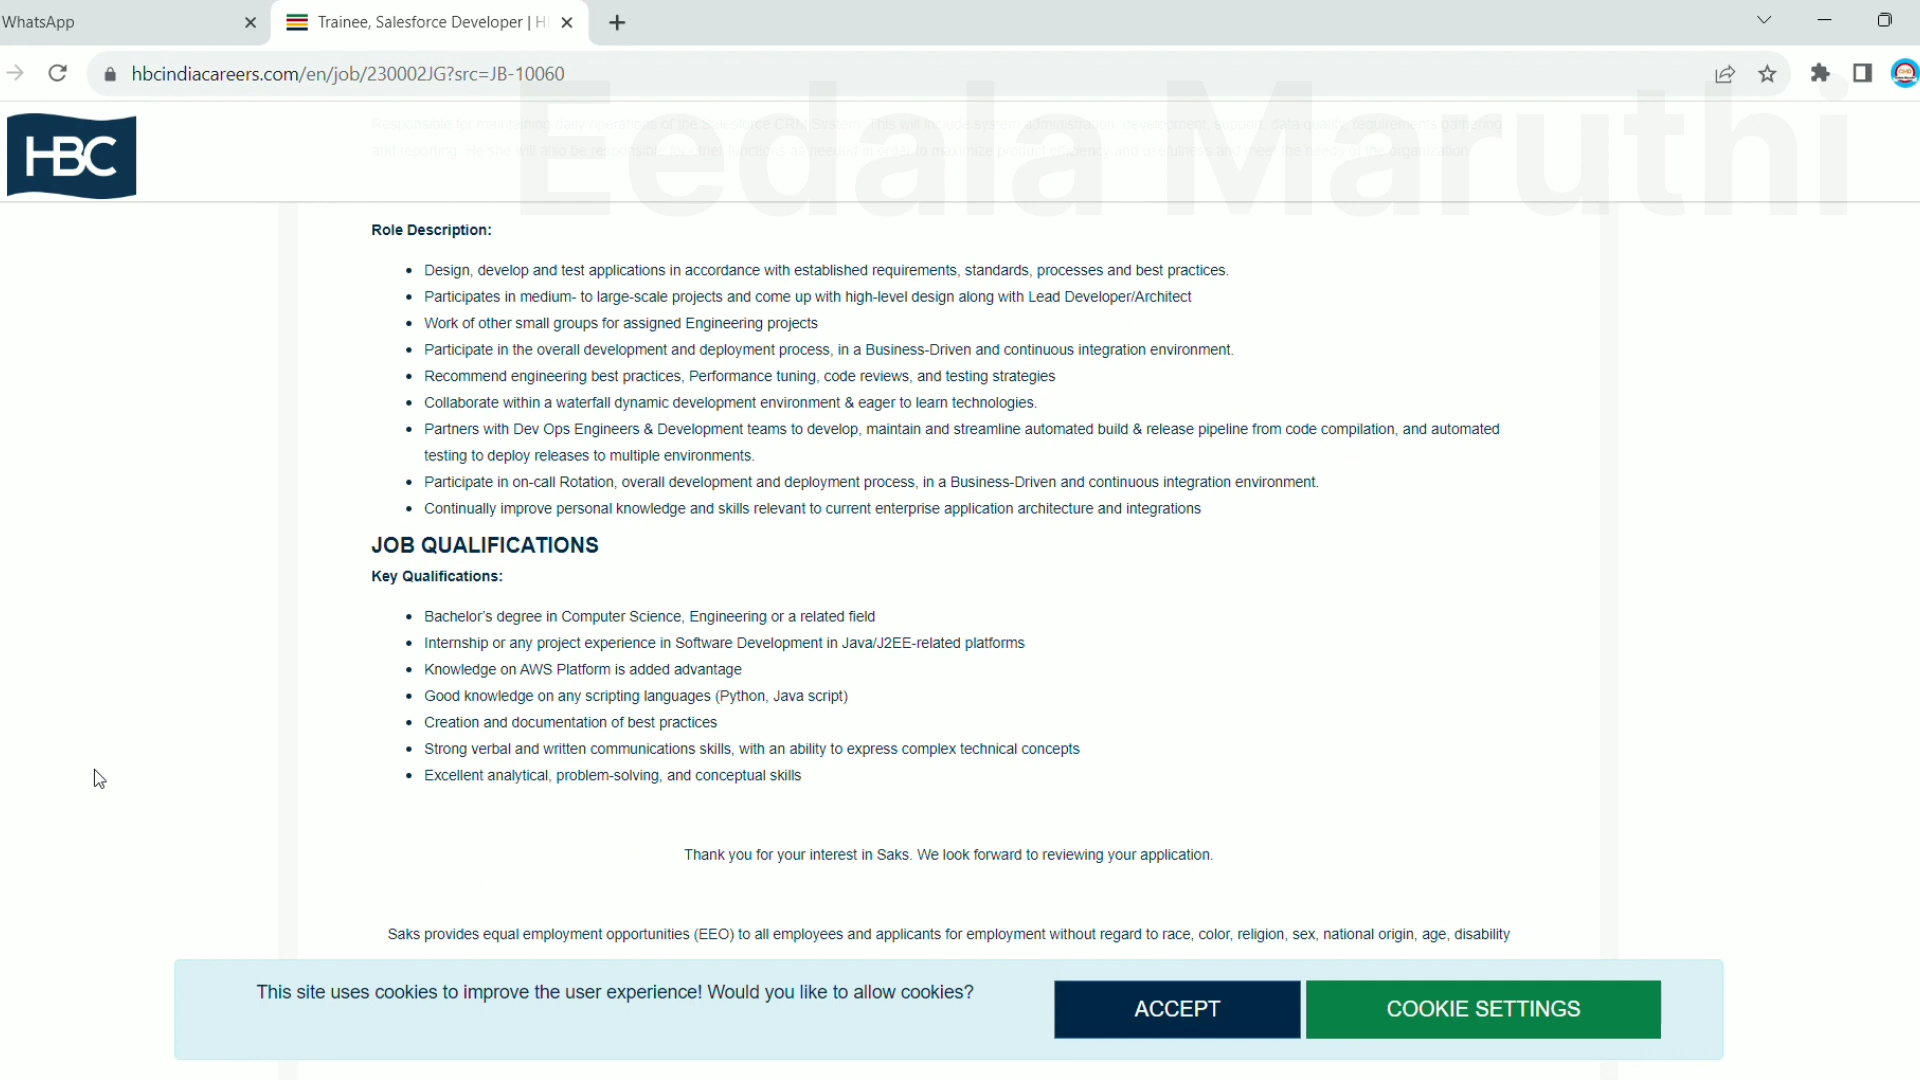 WhatsApp
Trainee, Salesforce Developer | H
hbcindiacareers.com/en/job/230002JG?src=JB-10060
Eedala Maruthi
HBC
Responsible for maintaining daily operations of the Salesforce CRM System. This will include system administration, development, support, data quality, requirements gathering
and reporting. He/she will also be responsible for other functions as needed in order to maximize product efficiency and usefulness and meet the needs of the organization.
Role Description:
• Design, develop and test applications in accordance with established requirements, standards, processes and best practices.
• Participates in medium- to large-scale projects and come up with high-level design along with Lead Developer/Architect
• Work of other small groups for assigned Engineering projects
• Participate in the overall development and deployment process, in a Business-Driven and continuous integration environment.
• Recommend engineering best practices, Performance tuning, code reviews, and testing strategies
• Collaborate within a waterfall dynamic development environment & eager to learn technologies.
• Partners with Dev Ops Engineers & Development teams to develop, maintain and streamline automated build & release pipeline from code compilation, and automated
testing to deploy releases to multiple environments.
• Participate in on-call Rotation, overall development and deployment process, in a Business-Driven and continuous integration environment.
• Continually improve personal knowledge and skills relevant to current enterprise application architecture and integrations
JOB QUALIFICATIONS
Key Qualifications:
• Bachelor's degree in Computer Science, Engineering or a related field
• Internship or any project experience in Software Development in Java/J2EE-related platforms
• Knowledge on AWS Platform is added advantage
• Good knowledge on any scripting languages (Python, Java script)
• Creation and documentation of best practices
• Strong verbal and written communications skills, with an ability to express complex technical concepts
• Excellent analytical, problem-solving, and conceptual skills
Thank you for your interest in Saks. We look forward to reviewing your application.
Saks provides equal employment opportunities (EEO) to all employees and applicants for employment without regard to race, color, religion, sex, national origin, age, disability
This site uses cookies to improve the user experience! Would you like to allow cookies?
ACCEPT
COOKIE SETTINGS